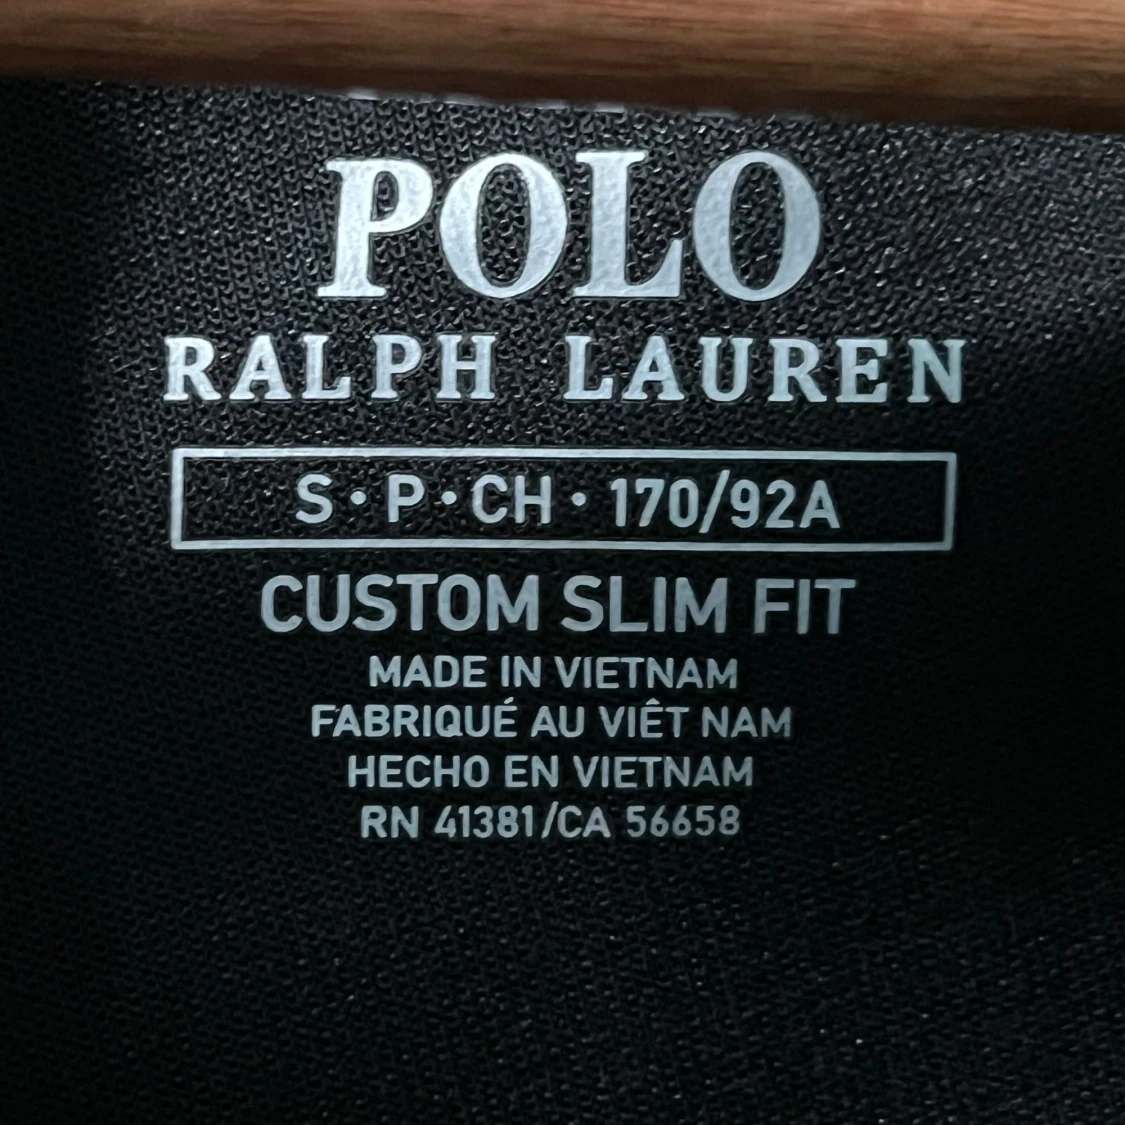 POLO
RALPH LAUREN
S • P • CH • 170/92A
CUSTOM SLIM FIT
MADE IN VIETNAM
FABRIQUÉ AU VIÊT NAM
HECHO EN VIETNAM
RN 41381/CA 56658